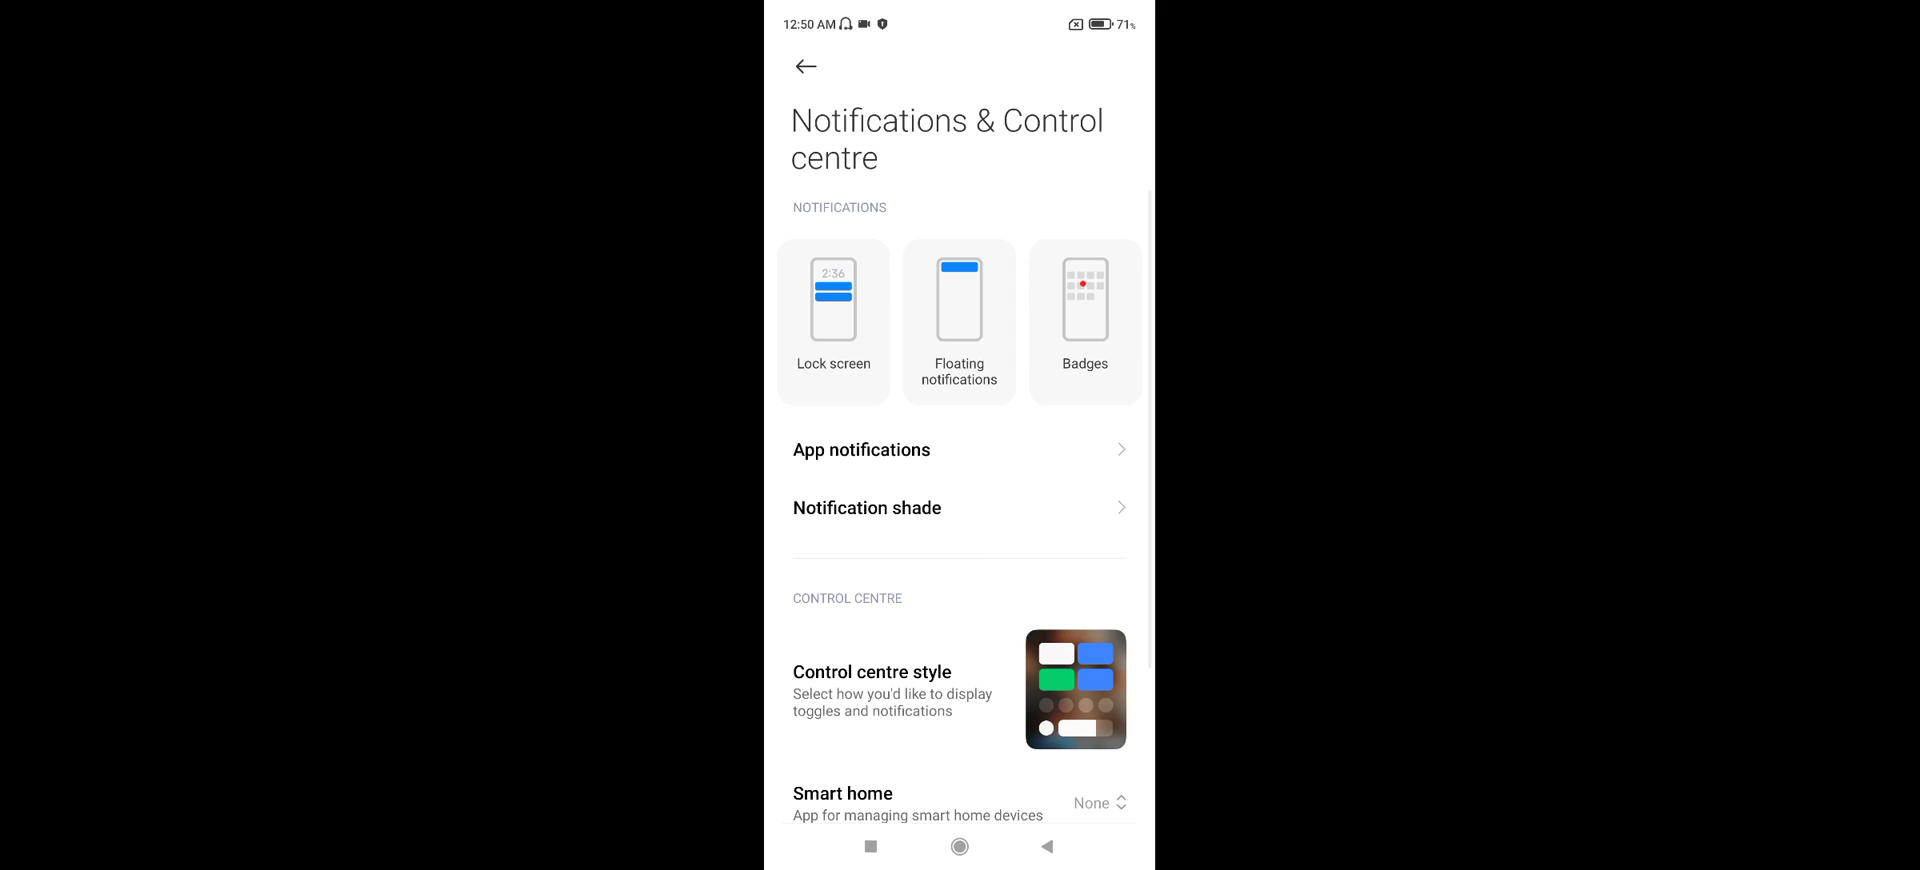 12:50 AM 71%
Notifications & Control
centre
NOTIFICATIONS
2:36
Lock screen
Floating
notifications
Badges
App notifications
Notification shade
CONTROL CENTRE
Control centre style
Select how you'd like to display
toggles and notifications
Smart home
None
App for managing smart home devices